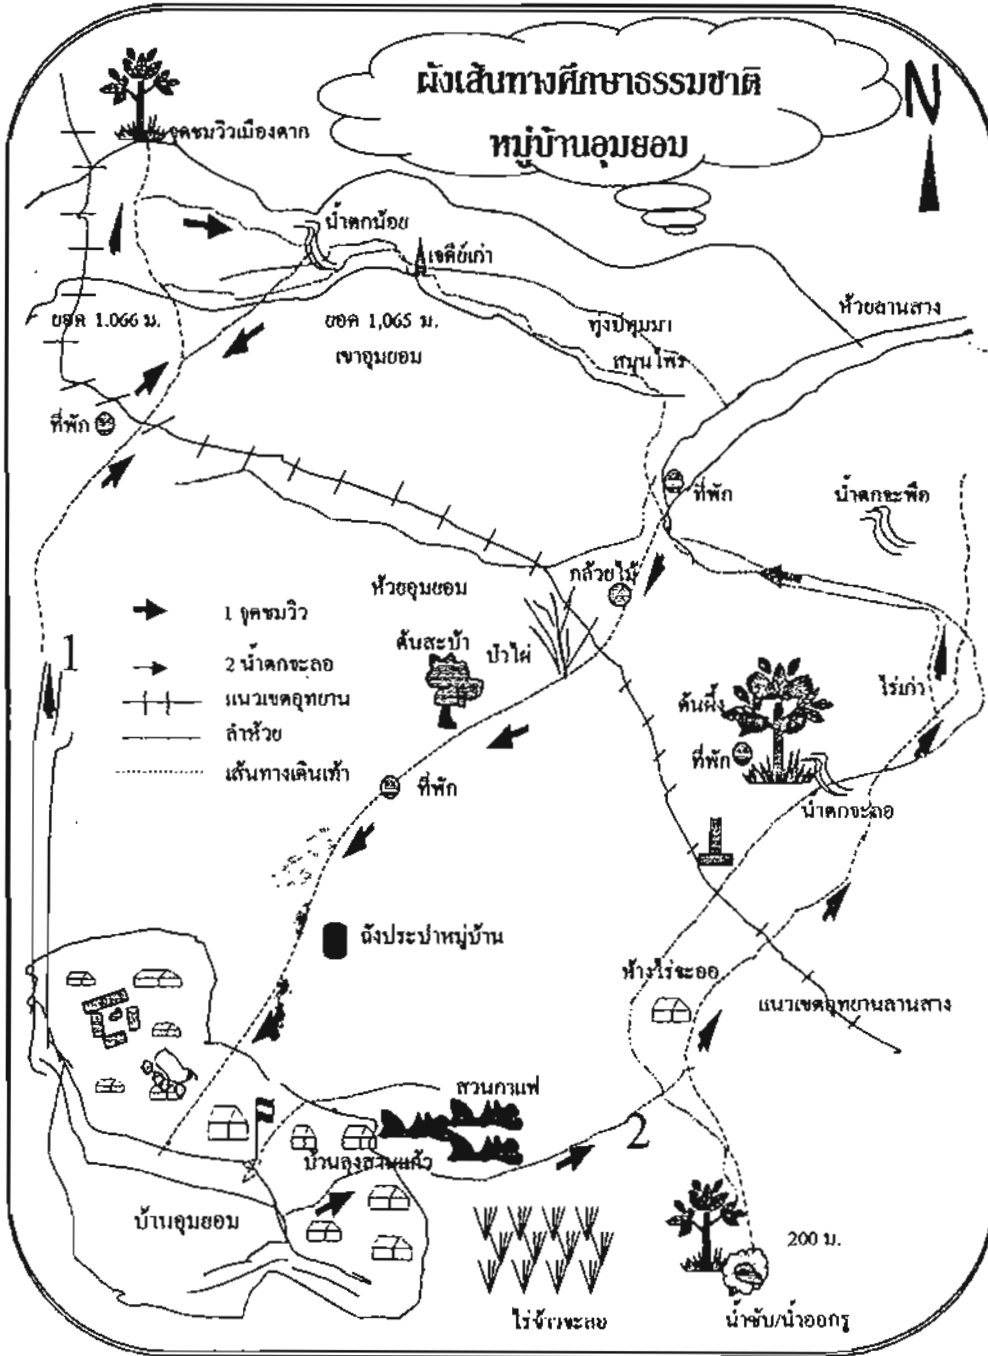 ผังเส้นทางศึกษาธรรมชาติ
หมู่บ้านอุมยอม
N
จุดชมวิวเมืองตาก
น้ำตกน้อย
เจดีย์เก่า
ห้วยลานสาง
ยอด 1.066 ม.
ยอด 1,065 ม.
เขาอุมยอม
ทุ่งปทุมมา
สมุนไพร
ที่พัก
ที่พัก
น้ำตกจะพือ
กล้วยไม้
ห้วยอุมยอม
1 จุดชมวิว
1
ต้นสะบ้า
ป่าไผ่
2 น้ำตกจะลอ
แนวเขตอุทยาน
ลำห้วย
เส้นทางเดินเท้า
ไร่เก่า
ต้นผึ้ง
ที่พัก
ที่พัก
น้ำตกจะลอ
ถังประปาหมู่บ้าน
ห้างไร่จะออ
แนวเขตอุทยานลานสาง
สวนกาแฟ
2
บ้านลุงสวนแก้ว
บ้านอุมยอม
200 ม.
ไร่ข้าวจะลอ
น้ำซับ/น้ำออกรู